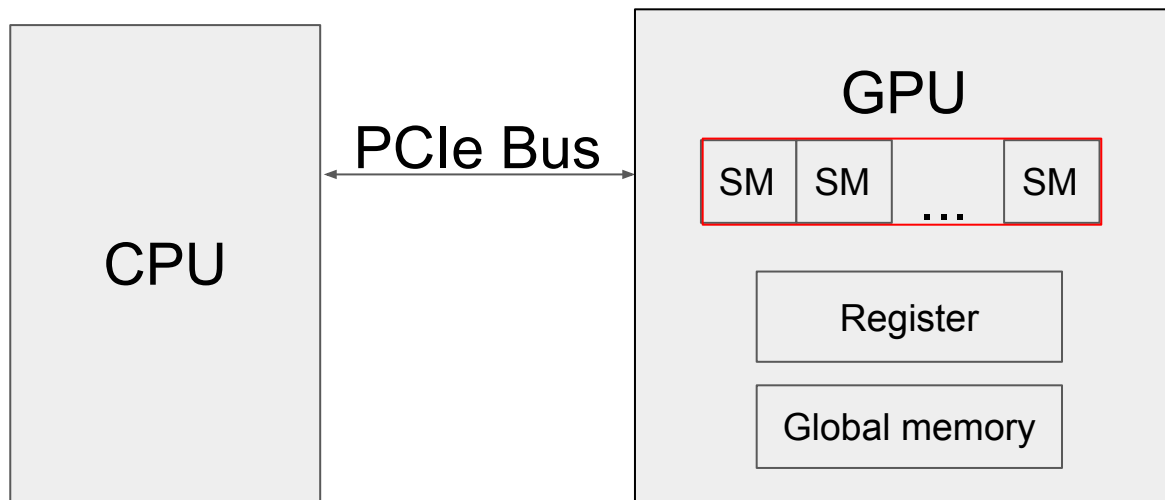 CPU
PCIe Bus
GPU
SM SM ... SM
Register
Global memory